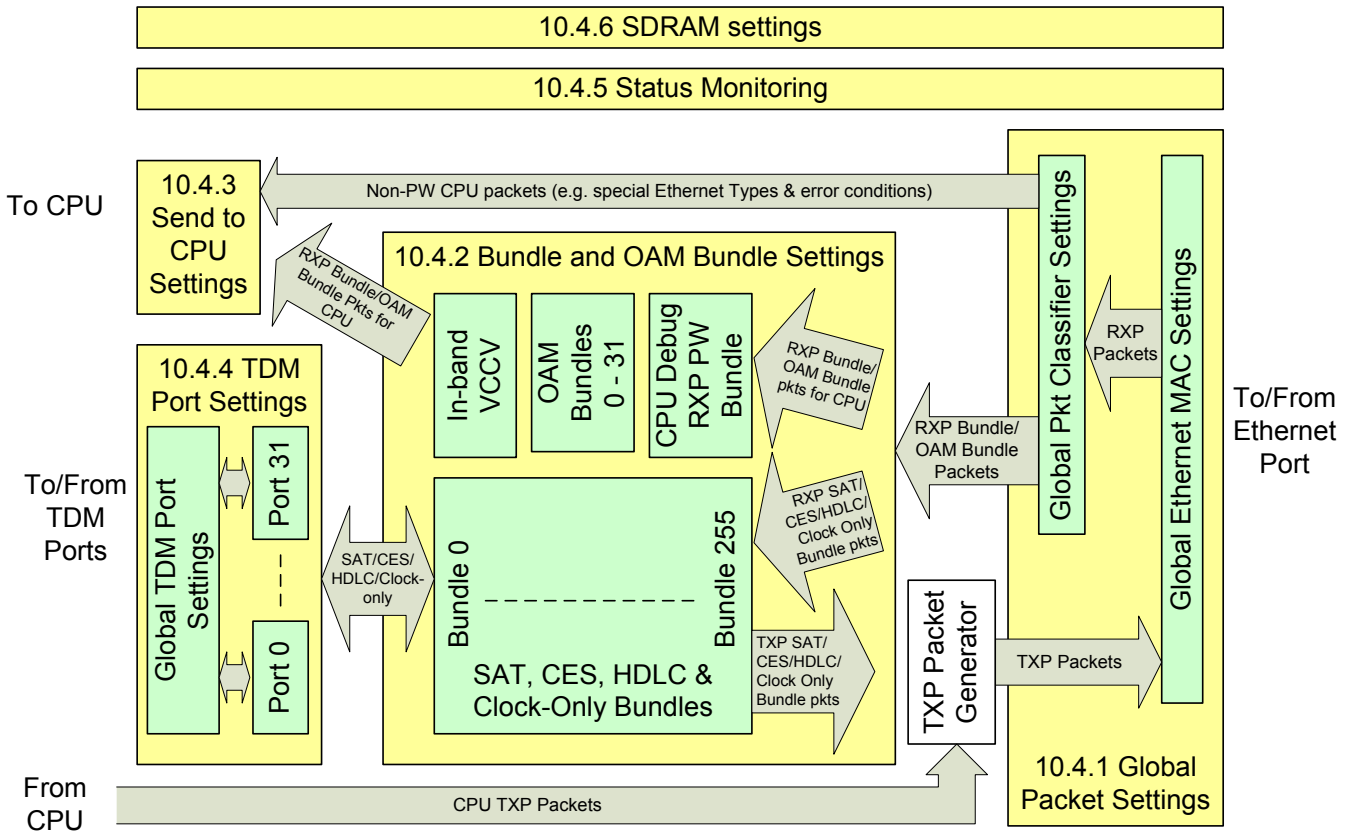 10.4.6 SDRAM settings
10.4.5 Status Monitoring
To CPU
10.4.3
Send to
CPU
Settings
Non-PW CPU packets (e.g. special Ethernet Types & error conditions)
RXP Bundle/OAM
Bundle Pkts for
CPU
10.4.2 Bundle and OAM Bundle Settings
In-band
VCCV
OAM
Bundles
0 - 31
CPU Debug
RXP PW
Bundle
RXP Bundle/
OAM Bundle
pkts for CPU
RXP Bundle/
OAM Bundle
Packets
Global Pkt Classifier Settings
RXP
Packets
Global Ethernet MAC Settings
To/From
Ethernet
Port
10.4.4 TDM
Port Settings
To/From
TDM
Ports
Global TDM Port
Settings
Port 31
Port 0
SAT/CES/
HDLC/Clock-
only
Bundle 0
Bundle 255
SAT, CES, HDLC &
Clock-Only Bundles
RXP SAT/
CES/HDLC/
Clock Only
Bundle pkts
TXP SAT/
CES/HDLC/
Clock Only
Bundle pkts
TXP Packet
Generator
TXP Packets
10.4.1 Global
Packet Settings
From
CPU
CPU TXP Packets